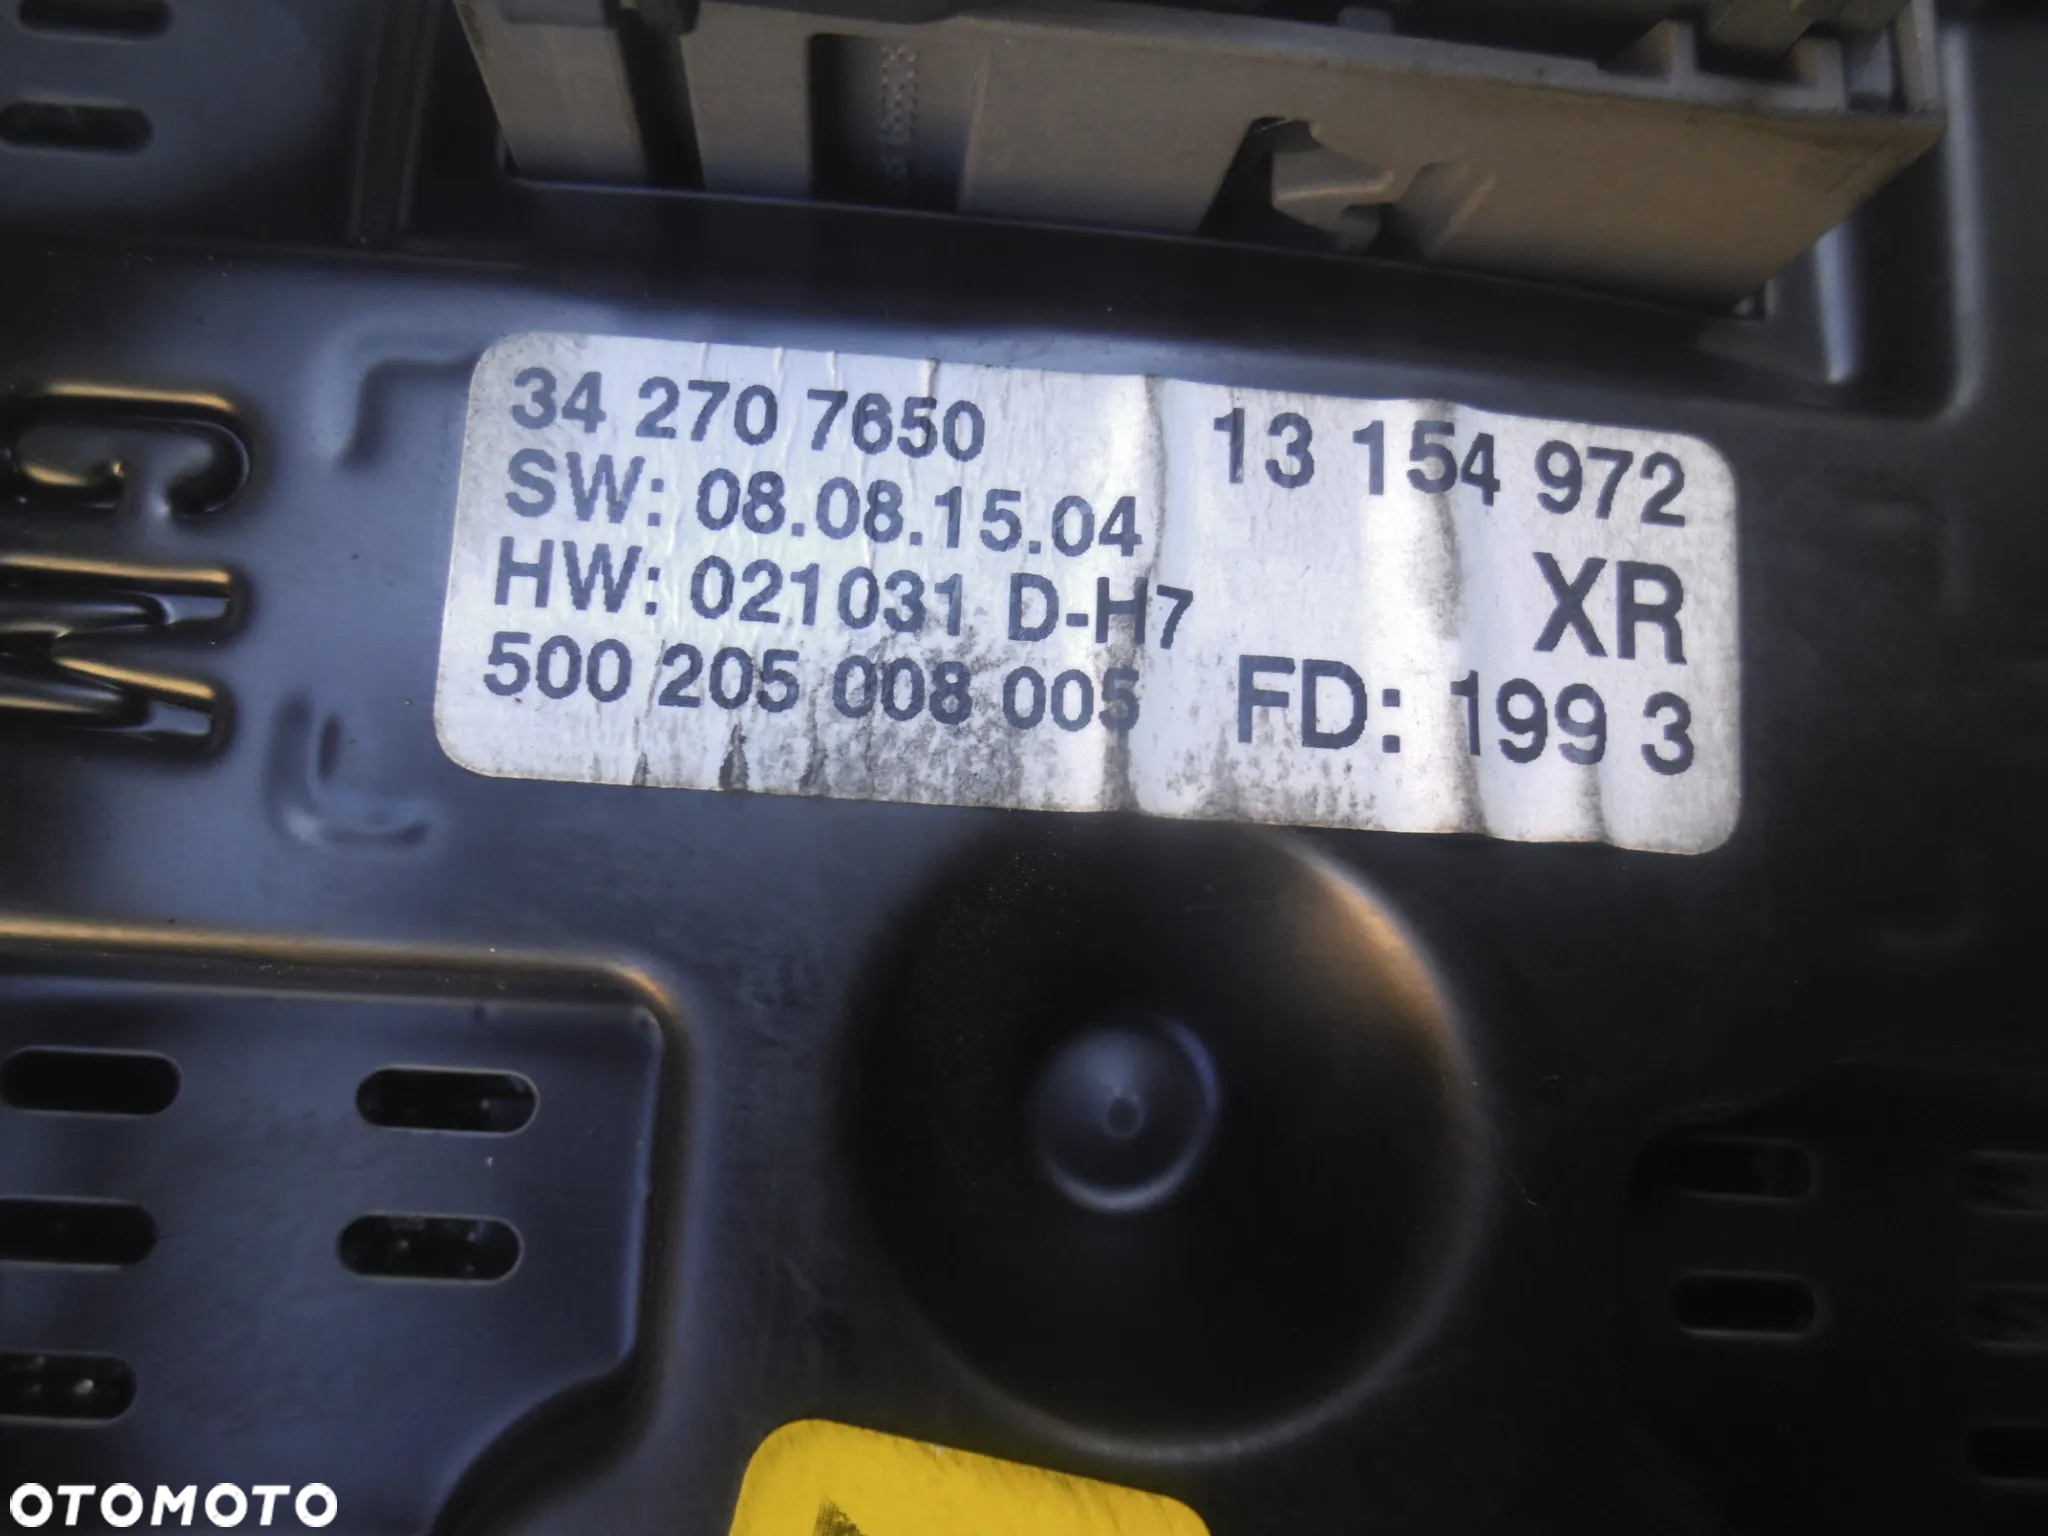 34 270 7650 13 154 972
SW: 08.08.15.04
HW: 021031 D-H7 XR
500 205 008 005 FD: 199 3
GM
OTOMOTO